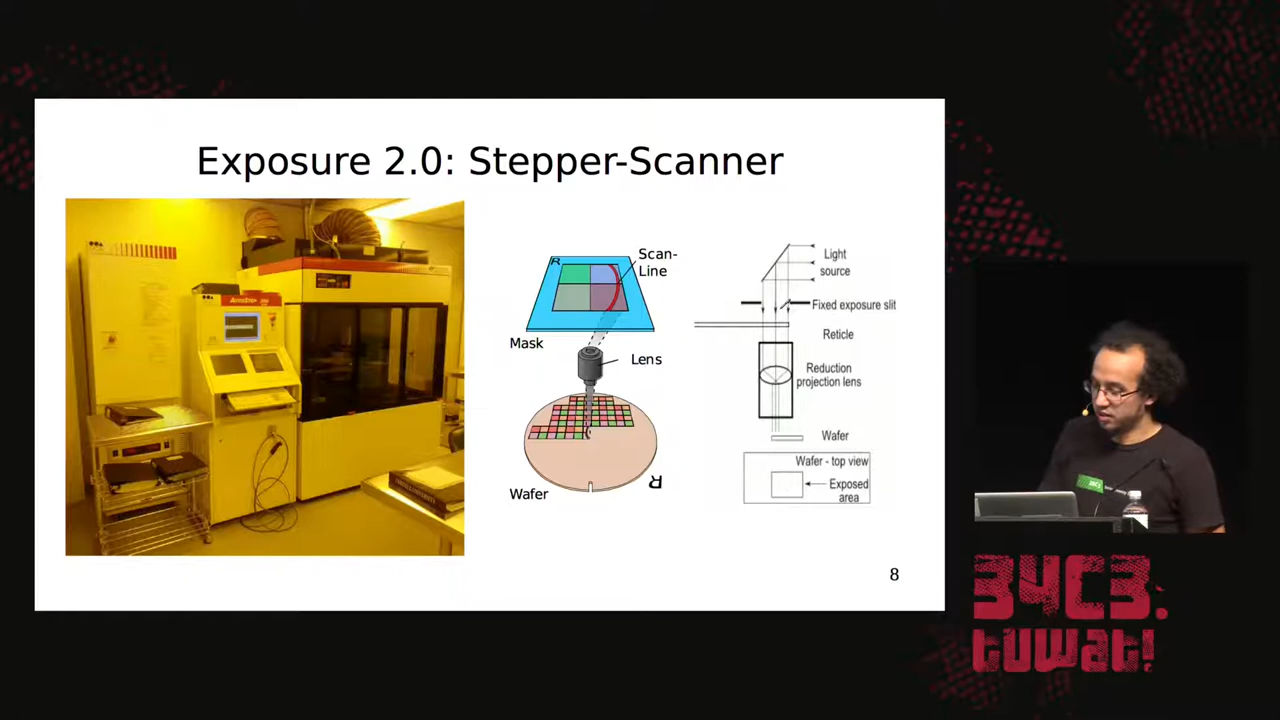 Exposure 2.0: Stepper-Scanner
R
Scan-
Line
Mask
Lens
Wafer
R
Light
source
Fixed exposure slit
Reticle
Reduction
projection lens
Wafer
Wafer - top view
Exposed
area
8
34C3.
tuwat!